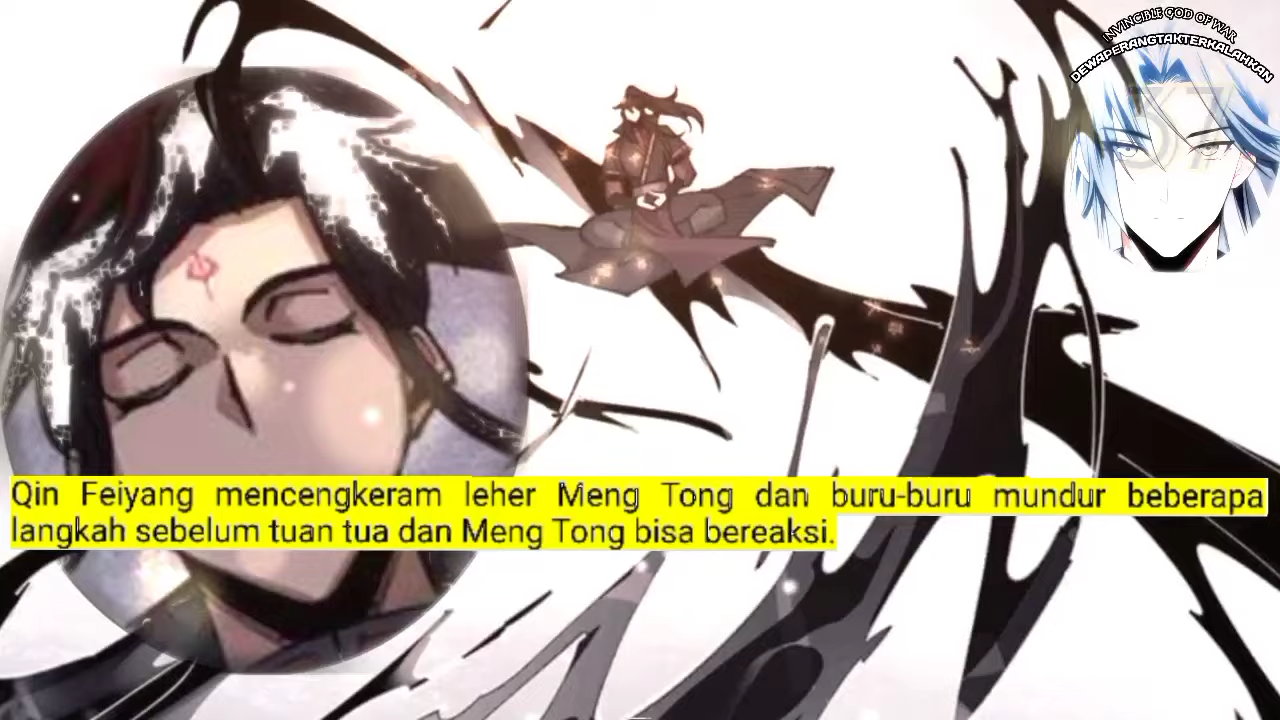 INVINCIBLE GOD OF WAR
DEWAPERANGTAKTERKALAHKAN
37
Qin Feiyang mencengkeram leher Meng Tong dan buru-buru mundur beberapa
langkah sebelum tuan tua dan Meng Tong bisa bereaksi.